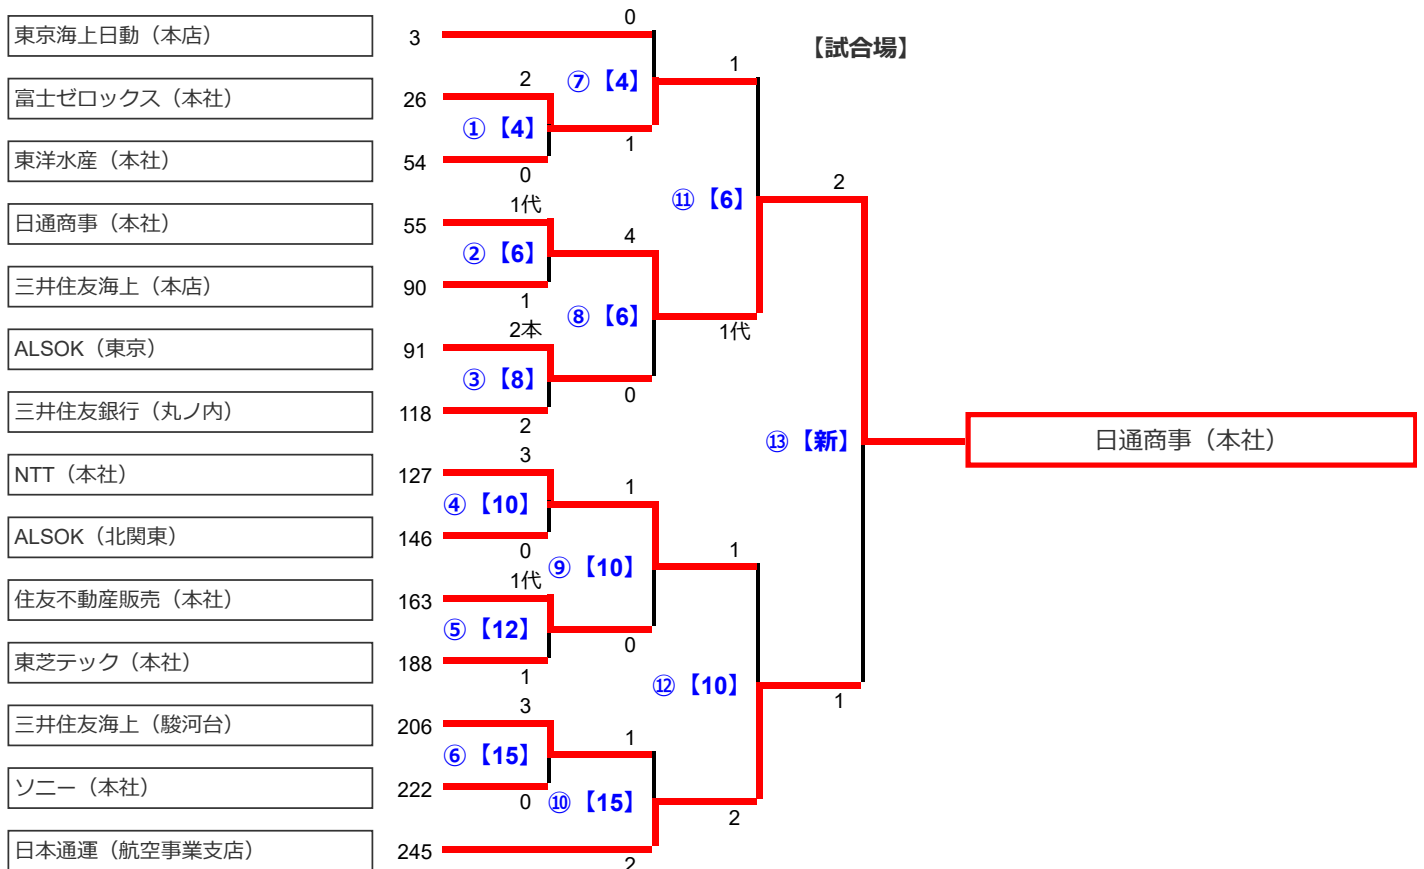 0
東京海上日動（本店） 3
【試合場】
1
2 ⑦【4】
富士ゼロックス（本社） 26
①【4】
1
東洋水産（本社） 54
0
1代 2
⑪【6】
日通商事（本社） 55
4
②【6】
三井住友海上（本店） 90
1
⑧【6】
2本 1代
ALSOK（東京） 91
③【8】
0
三井住友銀行（丸ノ内） 118
2
⑬【新】 日通商事（本社）
3
NTT（本社） 127
1
④【10】
ALSOK（北関東） 146
0 1
⑨【10】
1代
住友不動産販売（本社） 163
⑤【12】
0
東芝テック（本社） 188
1
⑫【10】
3 1
三井住友海上（駿河台） 206
1
⑥【15】
ソニー（本社） 222
0 ⑩【15】
2
日本通運（航空事業支店） 245
2